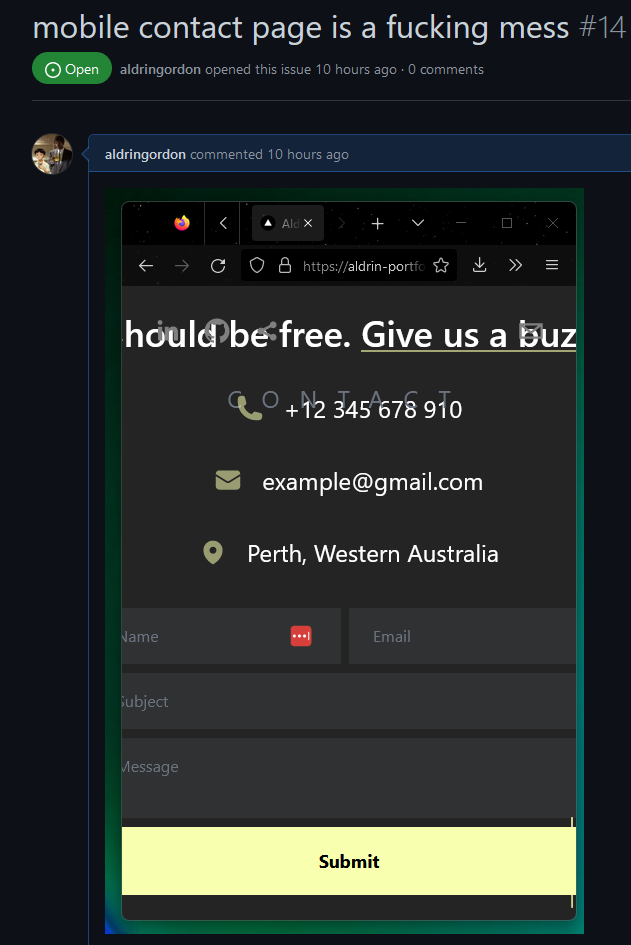 mobile contact page is a fucking mess #14
Open aldringordon opened this issue 10 hours ago · 0 comments
aldringordon commented 10 hours ago
Ald
https://aldrin-portfo
hould be free. Give us a buz
CONTACT
+12 345 678 910
example@gmail.com
Perth, Western Australia
Name Email
Subject
Message
Submit